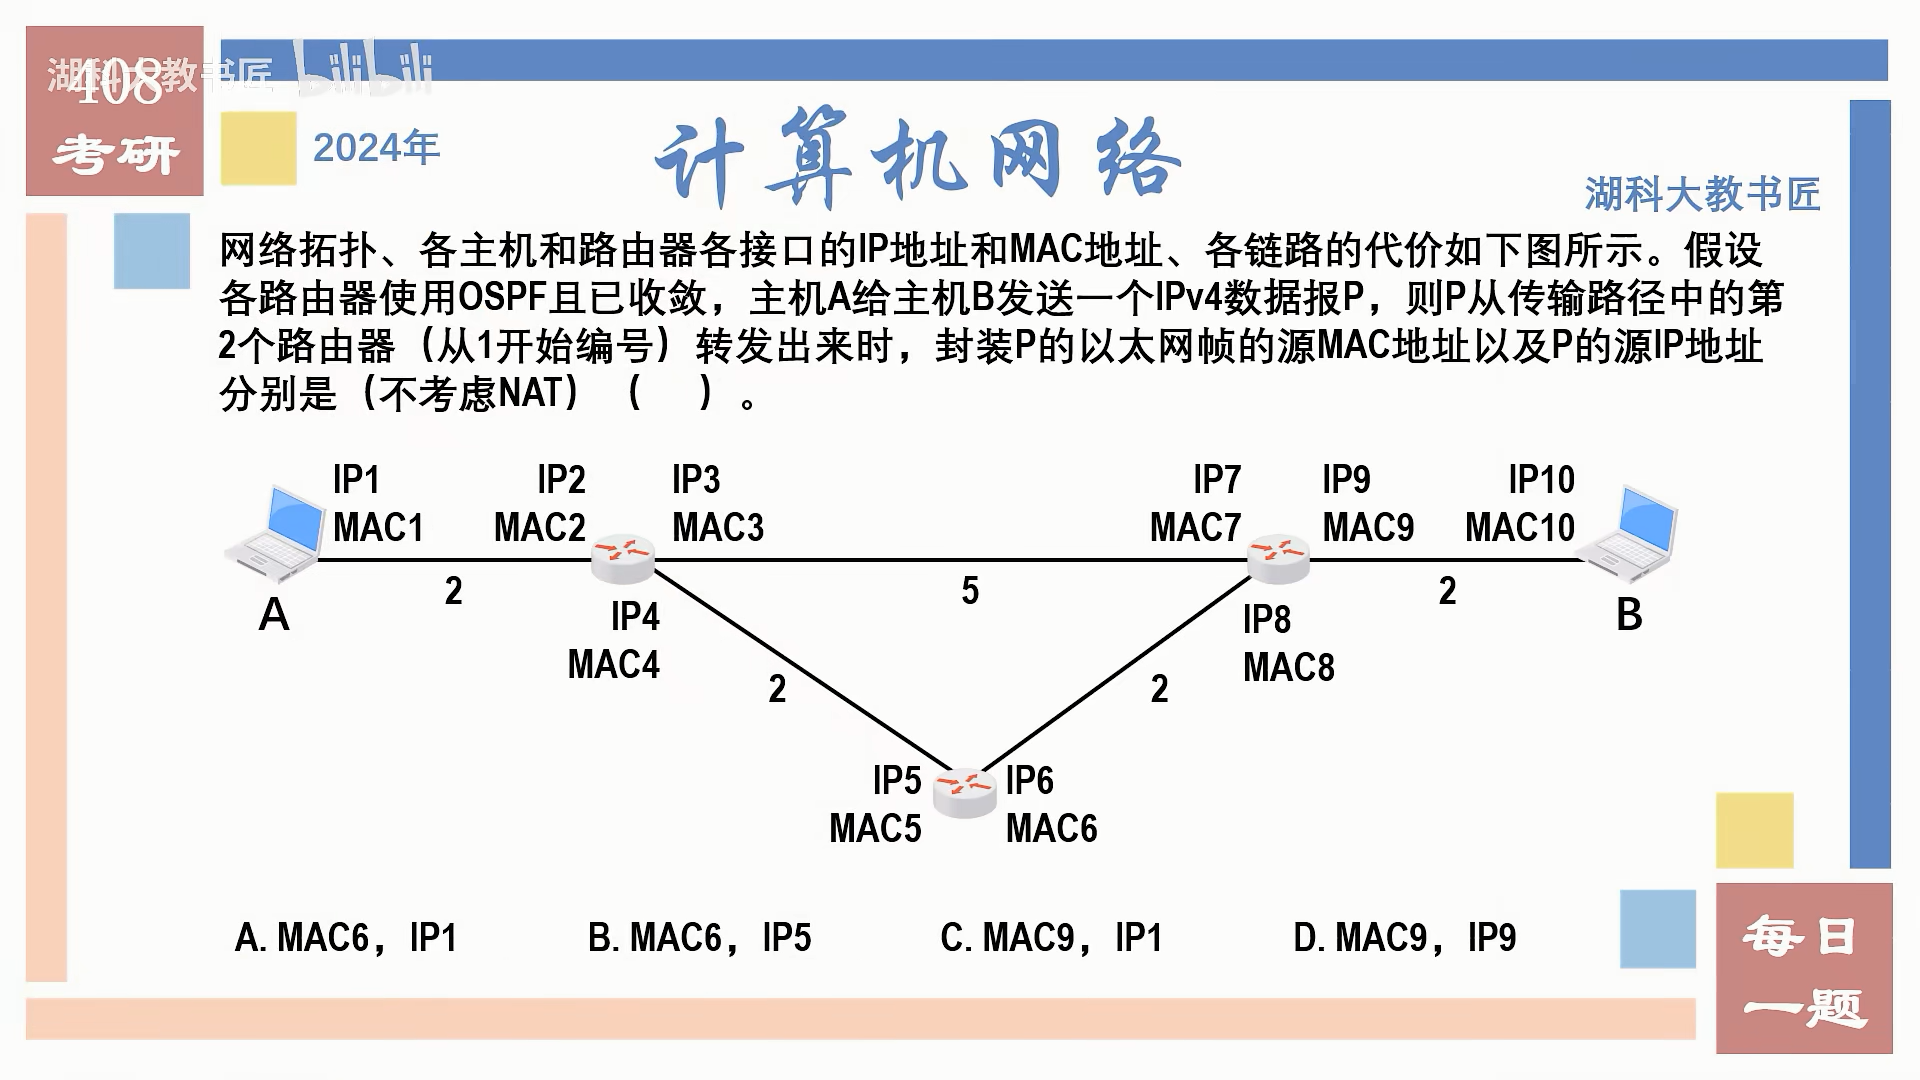 湖科大教书匠 bilibili
408
考研
2024年
计算机网络
湖科大教书匠
网络拓扑、各主机和路由器各接口的IP地址和MAC地址、各链路的代价如下图所示。假设
各路由器使用OSPF且已收敛，主机A给主机B发送一个IPv4数据报P，则P从传输路径中的第
2个路由器（从1开始编号）转发出来时，封装P的以太网帧的源MAC地址以及P的源IP地址
分别是（不考虑NAT）（ ）。
IP1 IP2 IP3 IP7 IP9 IP10
MAC1 MAC2 MAC3 MAC7 MAC9 MAC10
2 5 2
A IP4 IP8 B
MAC4 MAC8
2 2
IP5 IP6
MAC5 MAC6
A. MAC6，IP1 B. MAC6，IP5 C. MAC9，IP1 D. MAC9，IP9
每日
一题